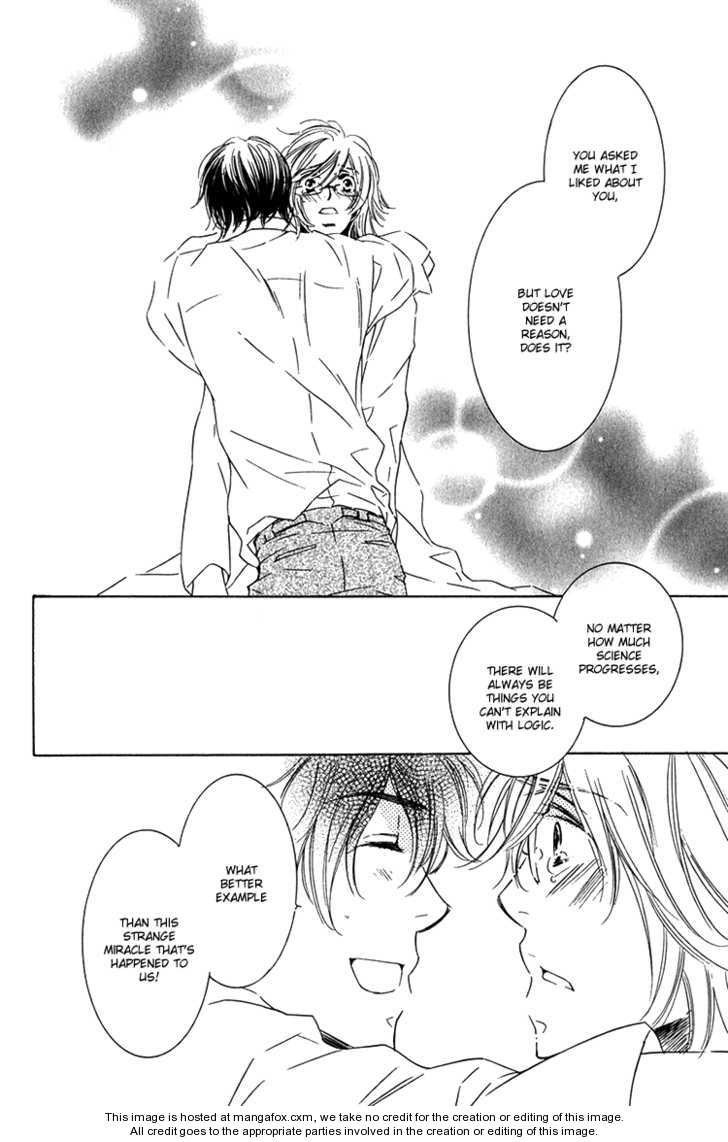 YOU ASKED
ME WHAT I
LIKED ABOUT
YOU,
BUT LOVE
DOESN'T
NEED A
REASON,
DOES IT?
NO MATTER
HOW MUCH
SCIENCE
PROGRESSES,
THERE WILL
ALWAYS BE
THINGS YOU
CAN'T EXPLAIN
WITH LOGIC.
WHAT
BETTER
EXAMPLE
THAN THIS
STRANGE
MIRACLE THAT'S
HAPPENED TO
US!
This image is hosted at mangafox.cxm, we take no credit for the creation or editing of this image.
All credit goes to the appropriate parties involved in the creation or editing of this image.